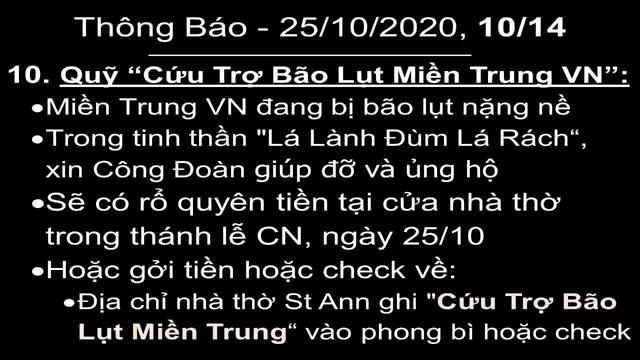 Thông Báo - 25/10/2020, 10/14
10. Quỹ “Cứu Trợ Bão Lụt Miền Trung VN”:
●Miền Trung VN đang bị bão lụt nặng nề
●Trong tinh thần "Lá Lành Đùm Lá Rách“,
xin Công Đoàn giúp đỡ và ủng hộ
●Sẽ có rổ quyên tiền tại cửa nhà thờ
trong thánh lễ CN, ngày 25/10
●Hoặc gởi tiền hoặc check về:
●Địa chỉ nhà thờ St Ann ghi "Cứu Trợ Bão
Lụt Miền Trung“ vào phong bì hoặc check